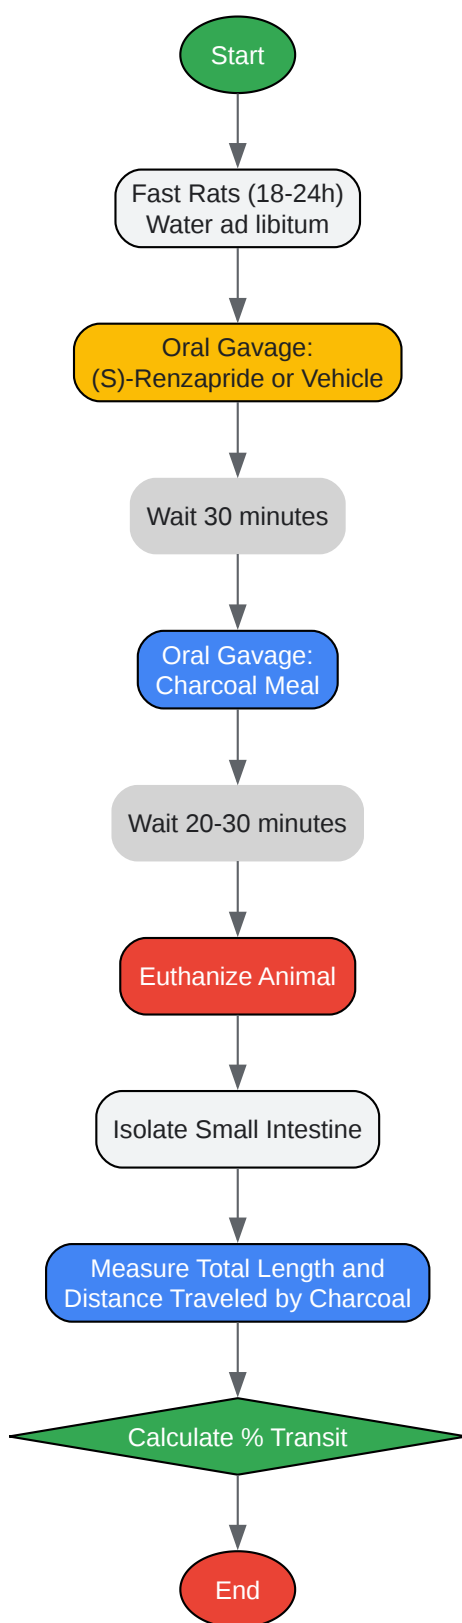 Start
Fast Rats (18-24h)
Water ad libitum
Oral Gavage:
(S)-Renzapride or Vehicle
Wait 30 minutes
Oral Gavage:
Charcoal Meal
Wait 20-30 minutes
Euthanize Animal
Isolate Small Intestine
Measure Total Length and
Distance Traveled by Charcoal
Calculate % Transit
End